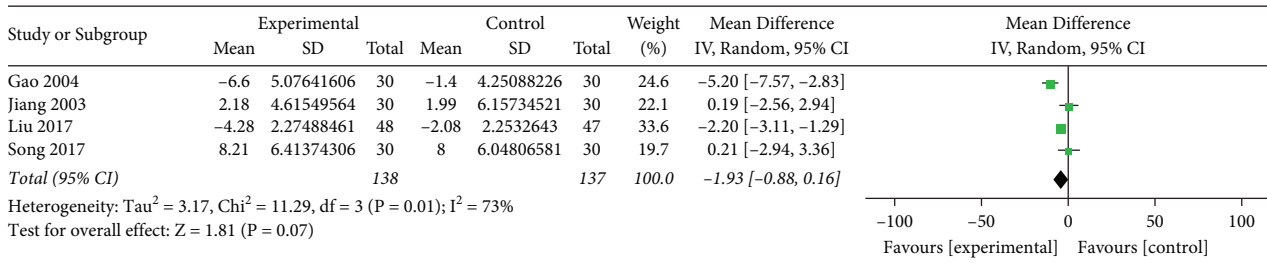 Study or Subgroup Experimental Control Weight (%) Mean Difference IV, Random, 95% CI Mean Difference IV, Random, 95% CI
Mean SD Total Mean SD Total
Gao 2004 –6.6 5.07641606 30 –1.4 4.25088226 30 24.6 –5.20 [–7.57, –2.83]
Jiang 2003 2.18 4.61549564 30 1.99 6.15734521 30 22.1 0.19 [–2.56, 2.94]
Liu 2017 –4.28 2.27488461 48 –2.08 2.2532643 47 33.6 –2.20 [–3.11, –1.29]
Song 2017 8.21 6.41374306 30 8 6.04806581 30 19.7 0.21 [–2.94, 3.36]
Total (95% CI) 138 137 100.0 –1.93 [–0.88, 0.16]
Heterogeneity: Tau² = 3.17, Chi² = 11.29, df = 3 (P = 0.01); I² = 73%
Test for overall effect: Z = 1.81 (P = 0.07)
–100 –50 0 50 100
Favours [experimental] Favours [control]